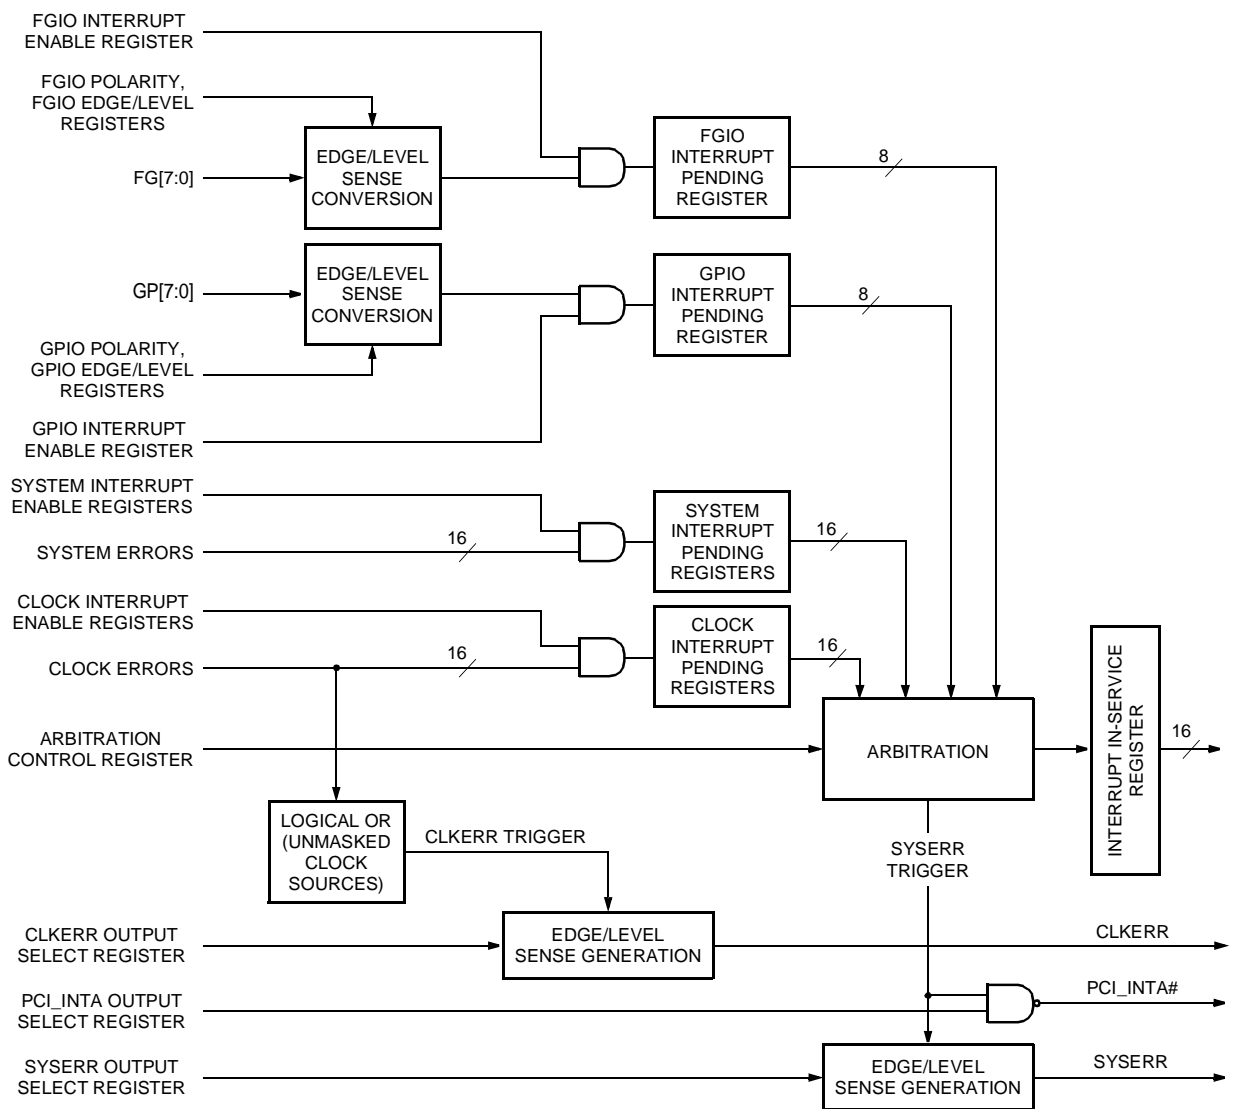 FGIO INTERRUPT
ENABLE REGISTER
FGIO POLARITY,
FGIO EDGE/LEVEL
REGISTERS
FG[7:0]
EDGE/LEVEL
SENSE
CONVERSION
FGIO
INTERRUPT
PENDING
REGISTER
8
GP[7:0]
EDGE/LEVEL
SENSE
CONVERSION
GPIO
INTERRUPT
PENDING
REGISTER
8
GPIO POLARITY,
GPIO EDGE/LEVEL
REGISTERS
GPIO INTERRUPT
ENABLE REGISTER
SYSTEM INTERRUPT
ENABLE REGISTERS
SYSTEM ERRORS
16
SYSTEM
INTERRUPT
PENDING
REGISTERS
16
CLOCK INTERRUPT
ENABLE REGISTERS
CLOCK ERRORS
16
CLOCK
INTERRUPT
PENDING
REGISTERS
16
ARBITRATION
CONTROL REGISTER
ARBITRATION
INTERRUPT IN-SERVICE
REGISTER
16
LOGICAL OR
(UNMASKED
CLOCK
SOURCES)
CLKERR TRIGGER
SYSERR
TRIGGER
CLKERR OUTPUT
SELECT REGISTER
EDGE/LEVEL
SENSE GENERATION
CLKERR
PCI_INTA OUTPUT
SELECT REGISTER
PCI_INTA#
SYSERR OUTPUT
SELECT REGISTER
EDGE/LEVEL
SENSE GENERATION
SYSERR